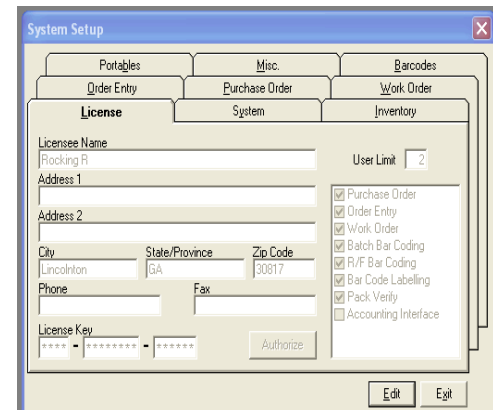 System Setup
Portables Misc. Barcodes
Order Entry Purchase Order Work Order
License System Inventory
Licensee Name
Rocking R
User Limit 2
Address 1
Address 2
City State/Province Zip Code
Lincolnton GA 30817
Phone Fax
License Key
**** - ******** - ******
Authorize
Purchase Order
Order Entry
Work Order
Batch Bar Coding
R/F Bar Coding
Bar Code Labelling
Pack Verify
Accounting Interface
Edit Exit